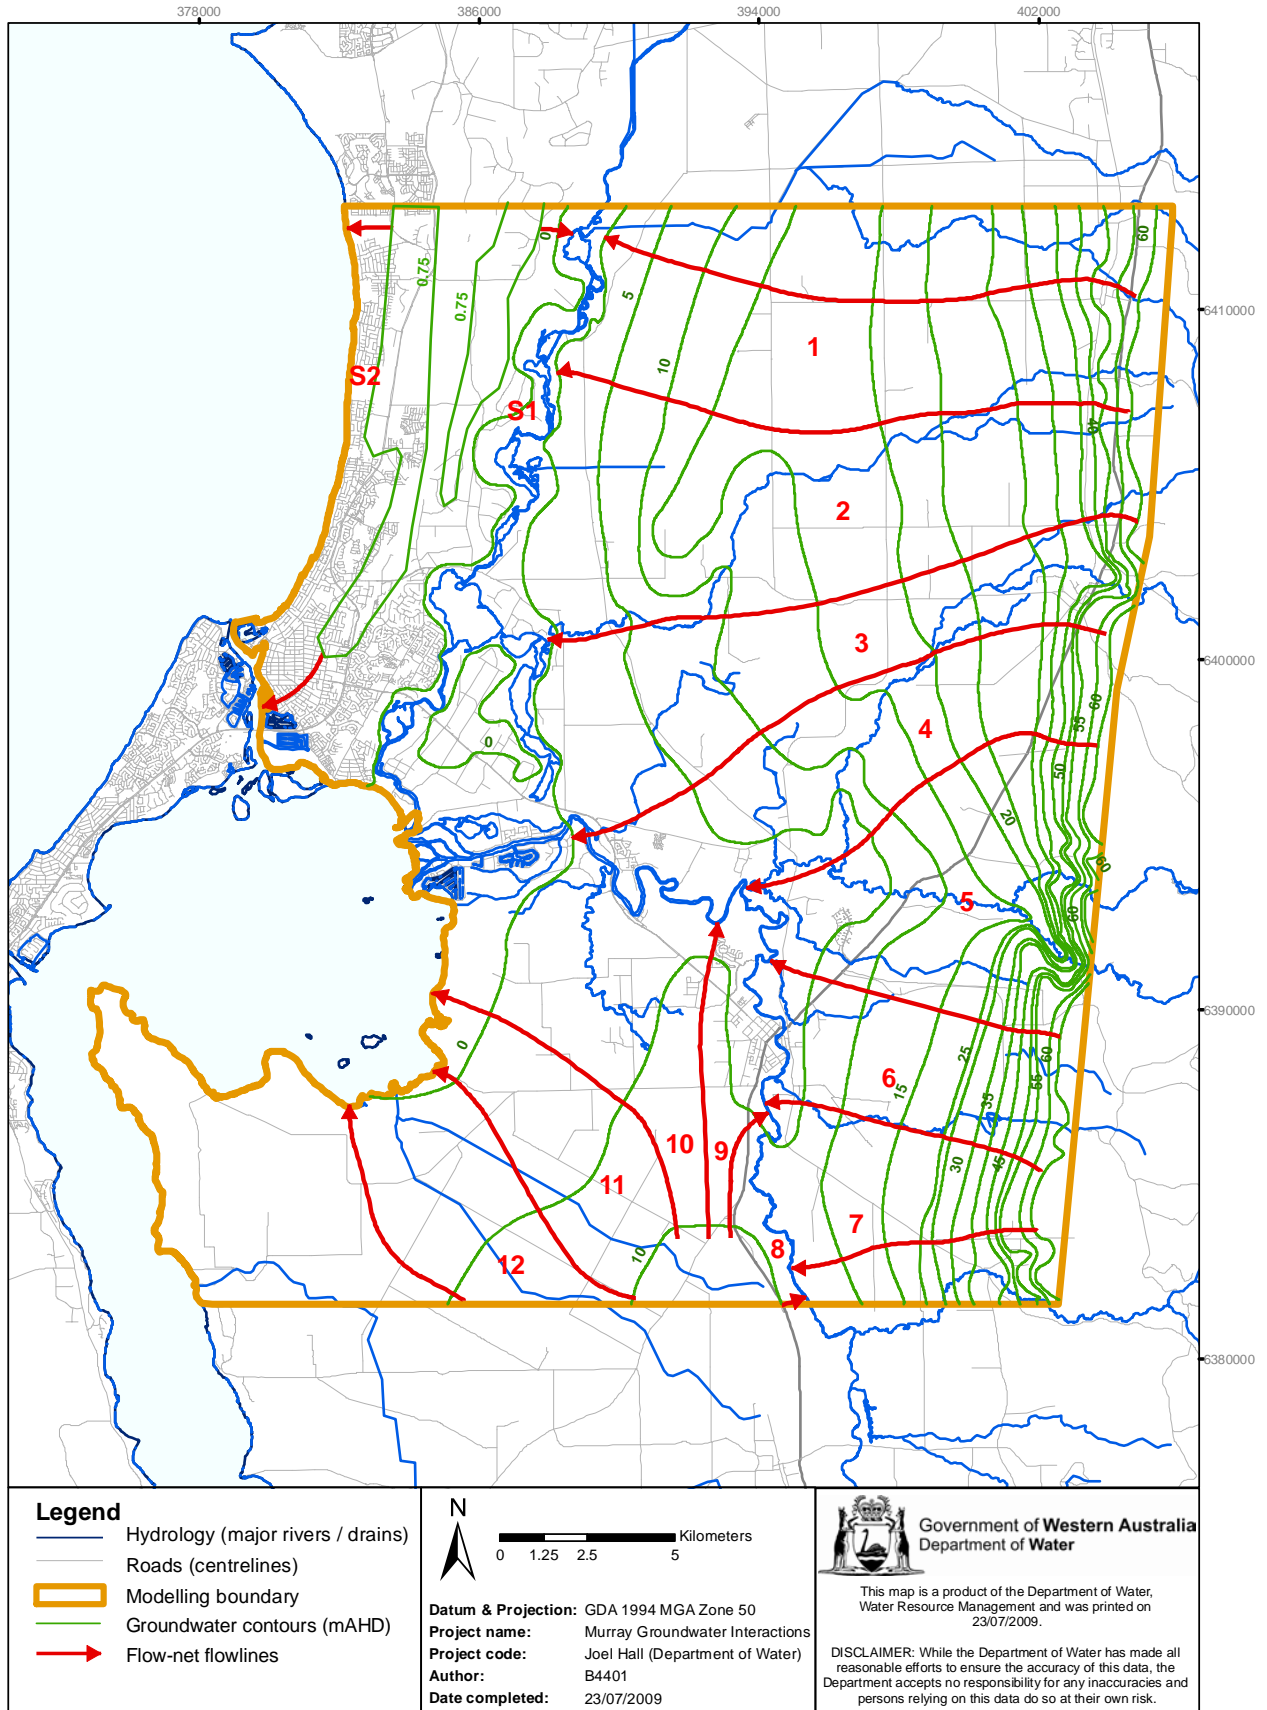 378000
386000
394000
402000
60
0
0.75
0.75
5
6410000
10
1
S2
S1
40
2
3
6400000
4
60
55
0
50
20
60
5
60
6390000
0
25
60
6
55
15
35
10
9
30
45
11
7
8
10
12
6380000
Legend
Hydrology (major rivers / drains)
Roads (centrelines)
Modelling boundary
Groundwater contours (mAHD)
Flow-net flowlines
N
Kilometers
0 1.25 2.5 5
Datum & Projection: GDA 1994 MGA Zone 50
Project name: Murray Groundwater Interactions
Project code: Joel Hall (Department of Water)
Author: B4401
Date completed: 23/07/2009
Government of Western Australia
Department of Water
This map is a product of the Department of Water,
Water Resource Management and was printed on
23/07/2009.
DISCLAIMER: While the Department of Water has made all
reasonable efforts to ensure the accuracy of this data, the
Department accepts no responsibility for any inaccuracies and
persons relying on this data do so at their own risk.